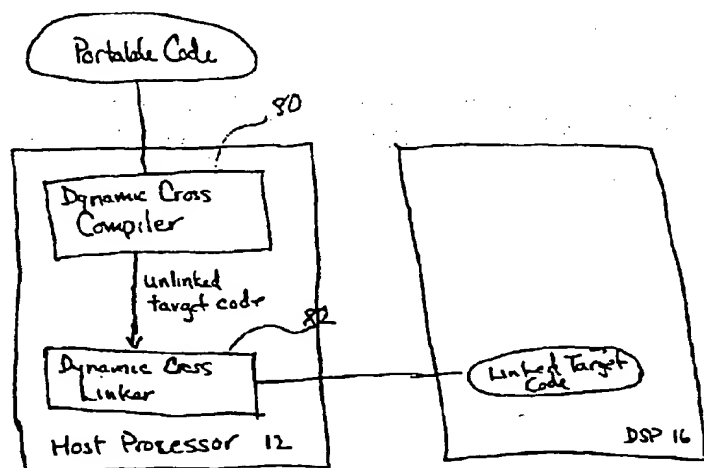 Portable Code
80
Dynamic Cross
Compiler
unlinked
target code
82
Dynamic Cross
Linker
Linked Target
Code
Host Processor 12
DSP 16